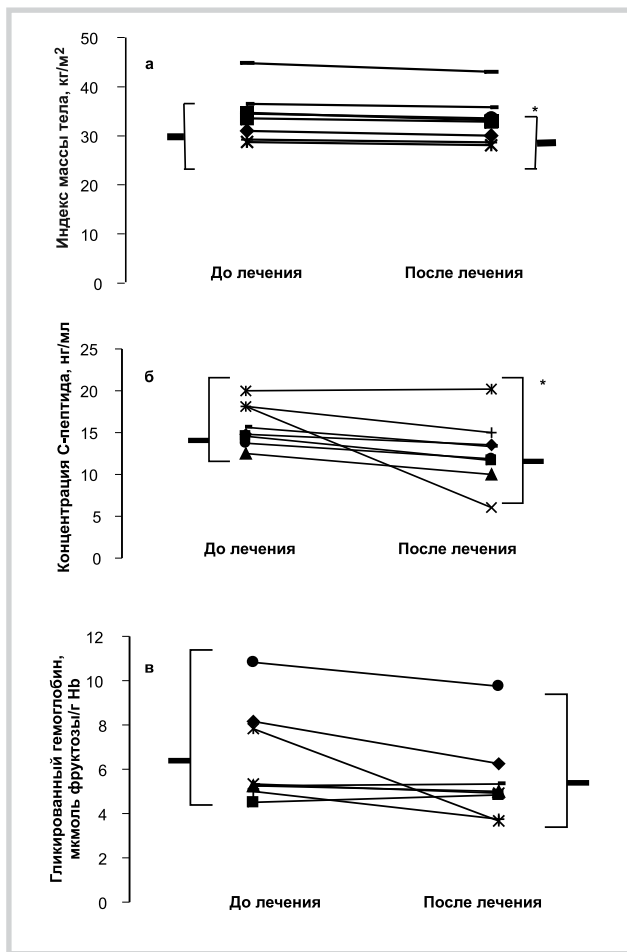 Индекс массы тела, кг/м²
50
40
30
20
10
0
а
*
До лечения
После лечения
Концентрация С-пептида, нг/мл
25
20
15
10
5
0
б
*
До лечения
После лечения
Гликированный гемоглобин,
мкмоль фруктозы/г Hb
12
10
8
6
4
2
0
в
До лечения
После лечения